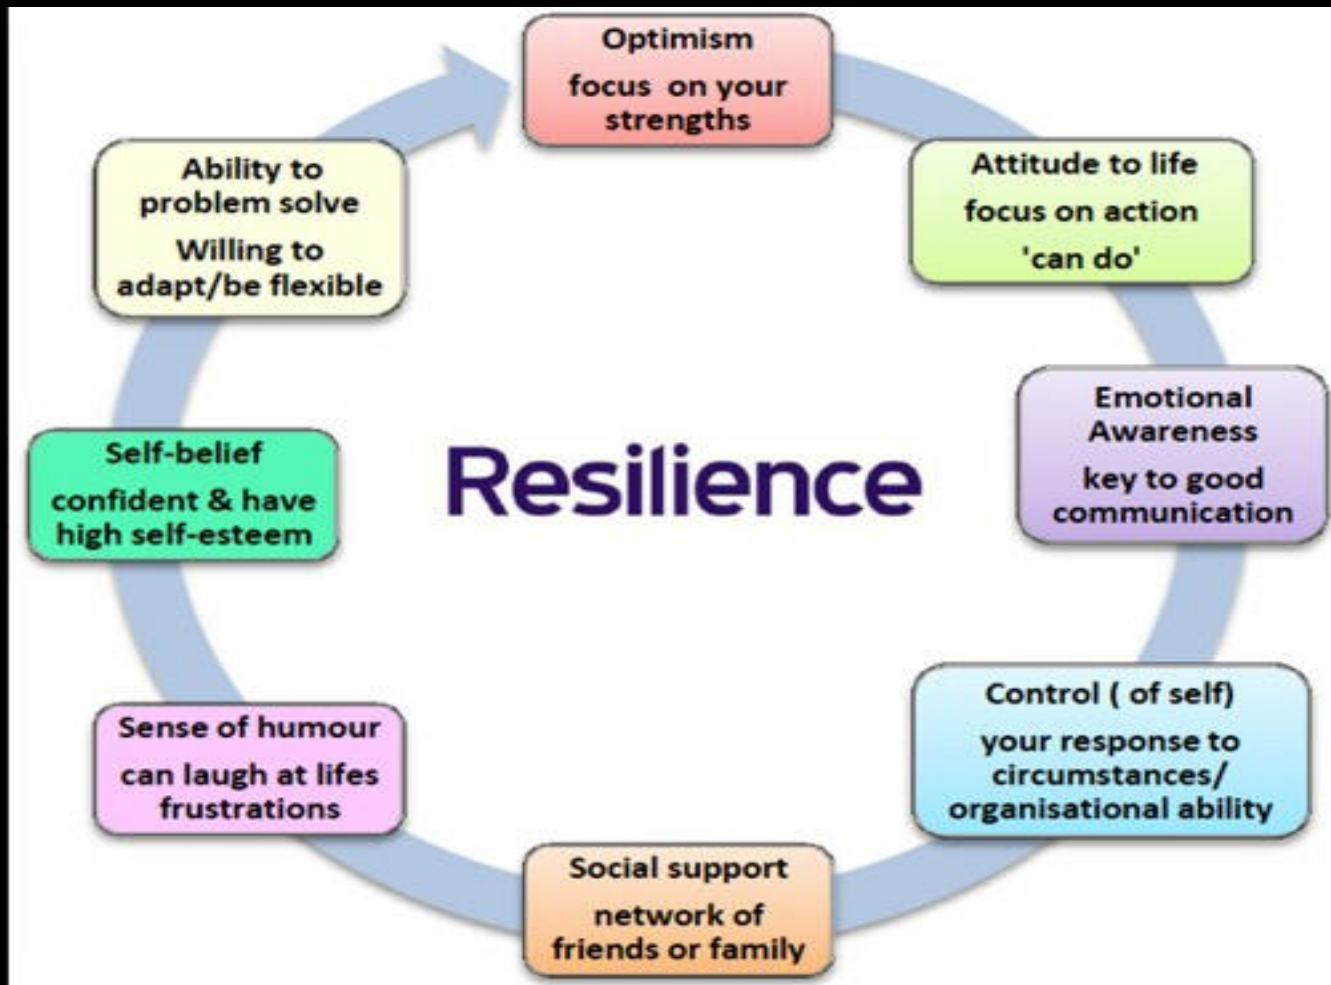 Optimism
focus on your
strengths
Attitude to life
focus on action
'can do'
Emotional
Awareness
key to good
communication
Control ( of self)
your response to
circumstances/
organisational ability
Social support
network of
friends or family
Sense of humour
can laugh at lifes
frustrations
Self-belief
confident & have
high self-esteem
Ability to
problem solve
Willing to
adapt/be flexible
Resilience